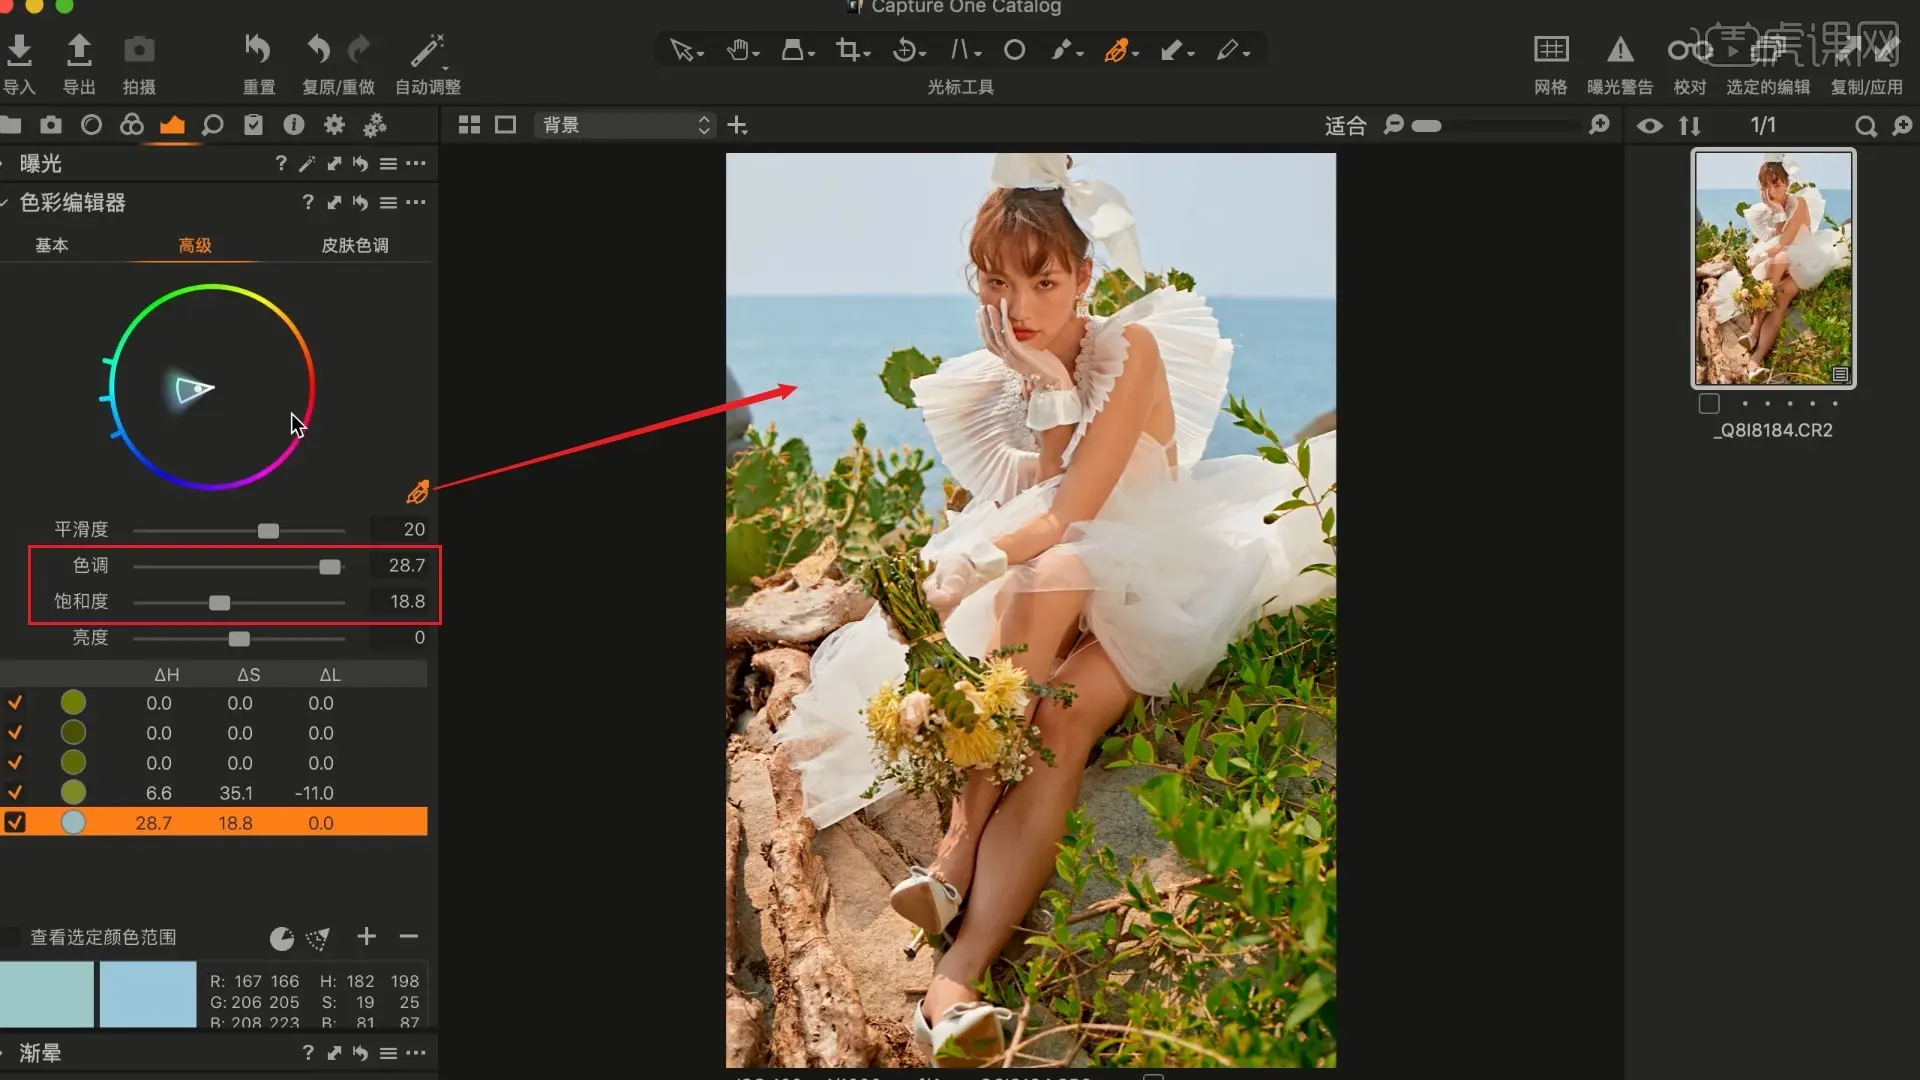 Capture One Catalog
导入 导出 拍摄 重置 复原/重做 自动调整 光标工具 网格 曝光警告 校对 选定的编辑 复制/应用
虎课网
背景 适合 1/1
曝光
色彩编辑器
基本 高级 皮肤色调
平滑度 20
色调 28.7
饱和度 18.8
亮度 0
ΔH ΔS ΔL
0.0 0.0 0.0
0.0 0.0 0.0
0.0 0.0 0.0
6.6 35.1 -11.0
28.7 18.8 0.0
查看选定颜色范围
R: 167 166 H: 182 198
G: 206 205 S: 19 25
B: 208 223 B: 81 87
渐晕
_Q8I8184.CR2